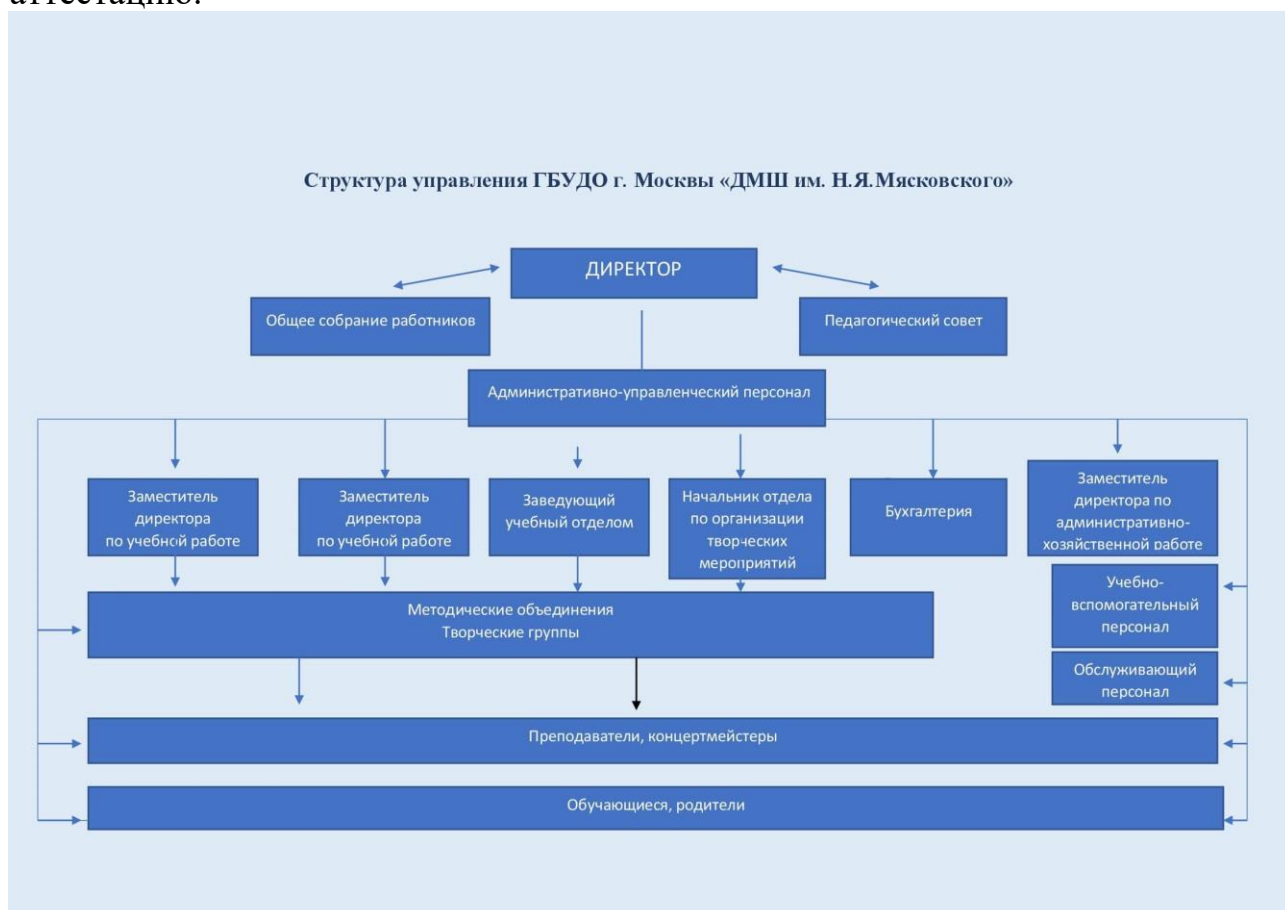 аттестацию.
Структура управления ГБУДО г. Москвы «ДМШ им. Н.Я.Мясковского»
ДИРЕКТОР
Общее собрание работников
Педагогический совет
Административно-управленческий персонал
Заместитель
директора
по учебной работе
Заместитель
директора
по учебной работе
Заведующий
учебный отделом
Начальник отдела
по организации
творческих
мероприятий
Бухгалтерия
Заместитель
директора по
административно-
хозяйственной работе
Учебно-
вспомогательный
персонал
Методические объединения
Творческие группы
Обслуживающий
персонал
Преподаватели, концертмейстеры
Обучающиеся, родители